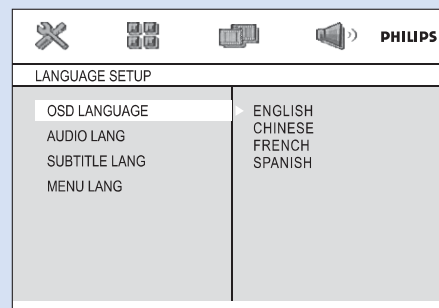 PHILIPS
LANGUAGE SETUP
OSD LANGUAGE
AUDIO LANG
SUBTITLE LANG
MENU LANG
ENGLISH
CHINESE
FRENCH
SPANISH